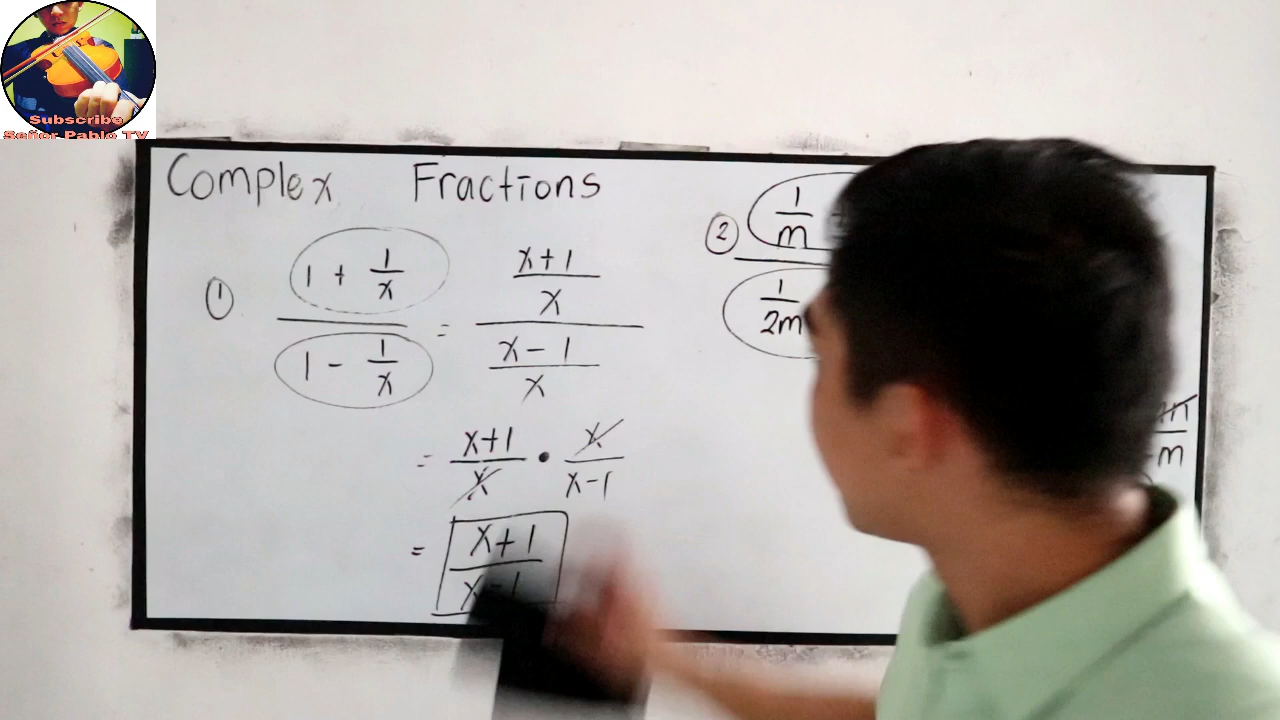 Subscribe
Señor Pablo TV
Complex Fractions
① (1 + 1/x) / (1 - 1/x) = ((x+1)/x) / ((x-1)/x)
= (x+1)/x • x/(x-1)
= (x+1)/(x-1)
② 1/m
1/2m
m